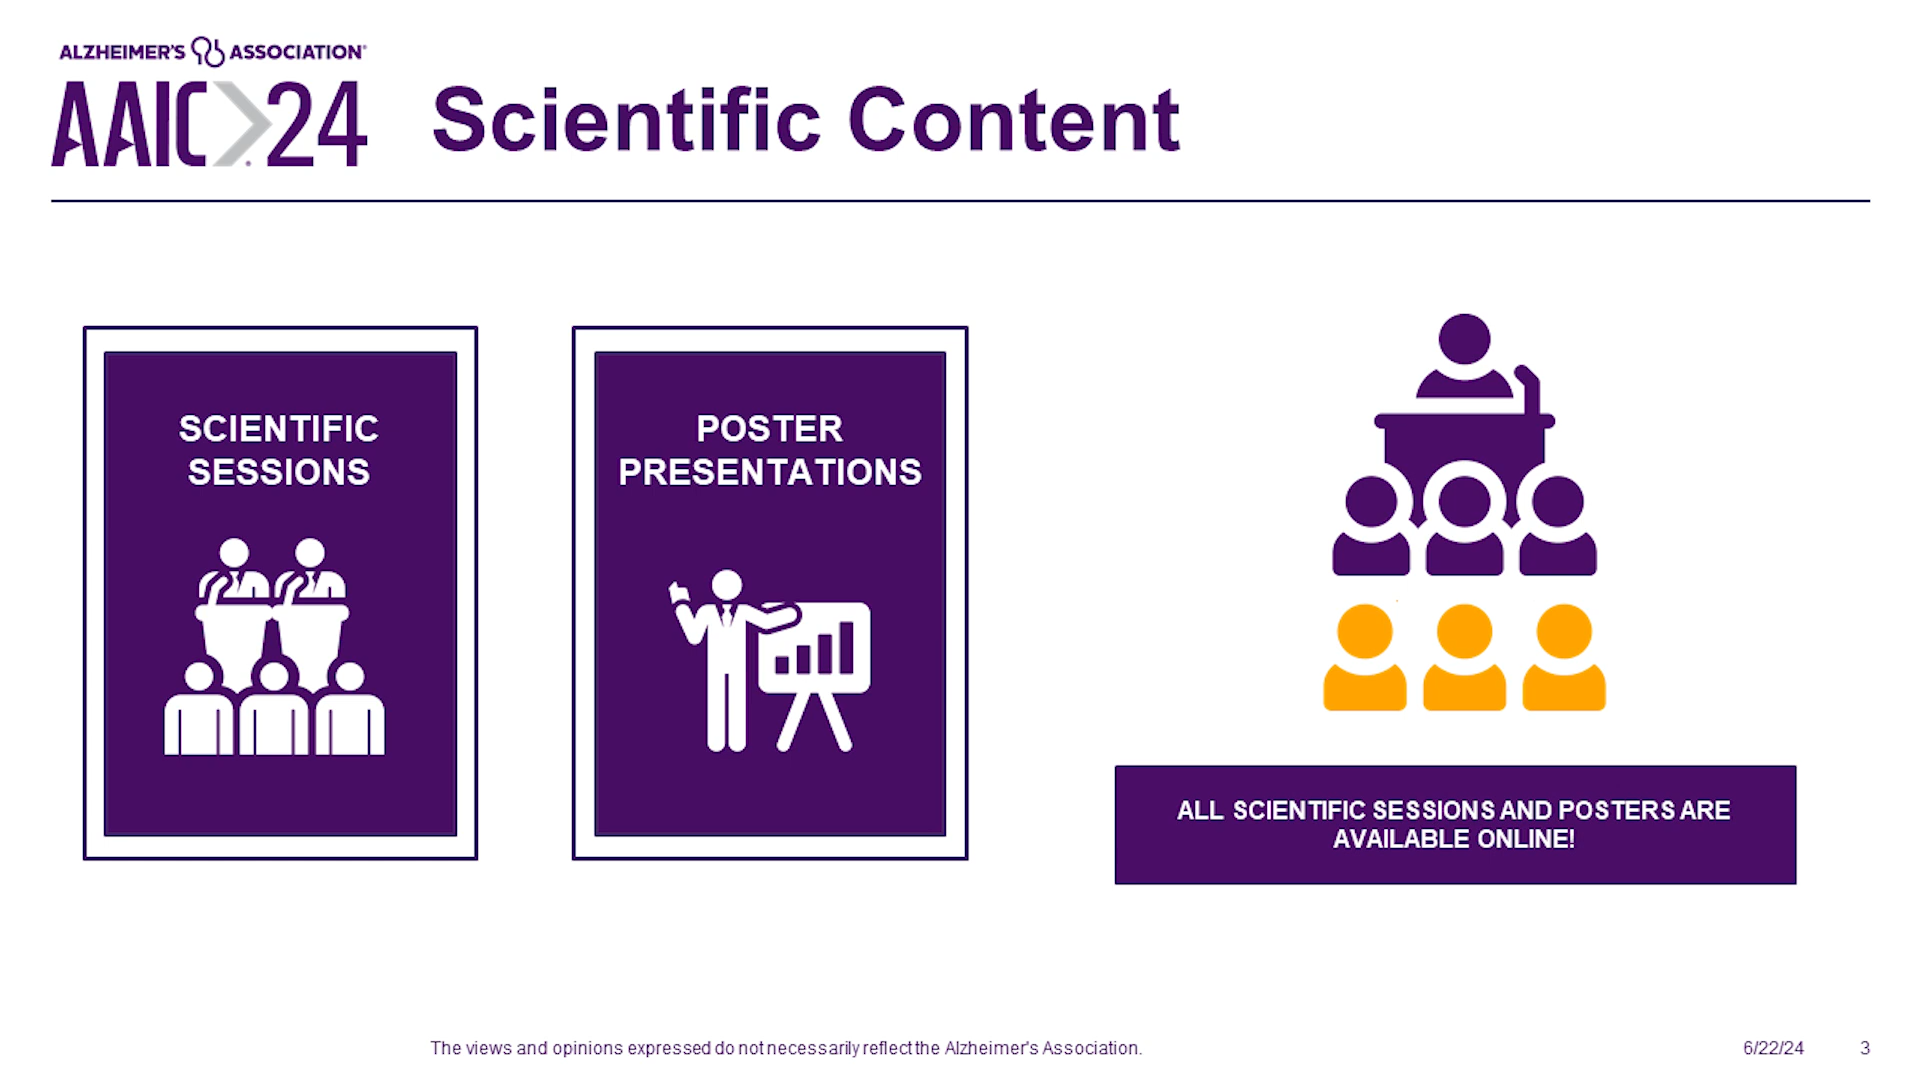 ALZHEIMER'S ASSOCIATION®
AAIC>24
Scientific Content
SCIENTIFIC
SESSIONS
POSTER
PRESENTATIONS
ALL SCIENTIFIC SESSIONS AND POSTERS ARE
AVAILABLE ONLINE!
The views and opinions expressed do not necessarily reflect the Alzheimer's Association.
6/22/24
3